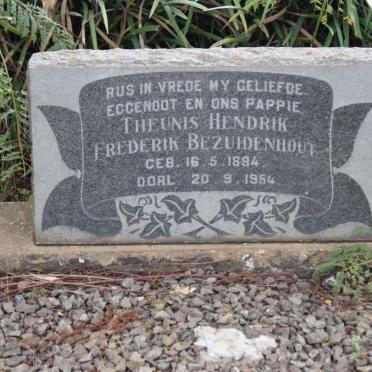 RUS IN VREDE MY GELIEFDE
EGGENOOT EN ONS PAPPIE
THEUNIS HENDRIK
FREDERIK BEZUIDENHOUT
GEB. 16. 5. 1894.
OORL. 20. 9. 1954